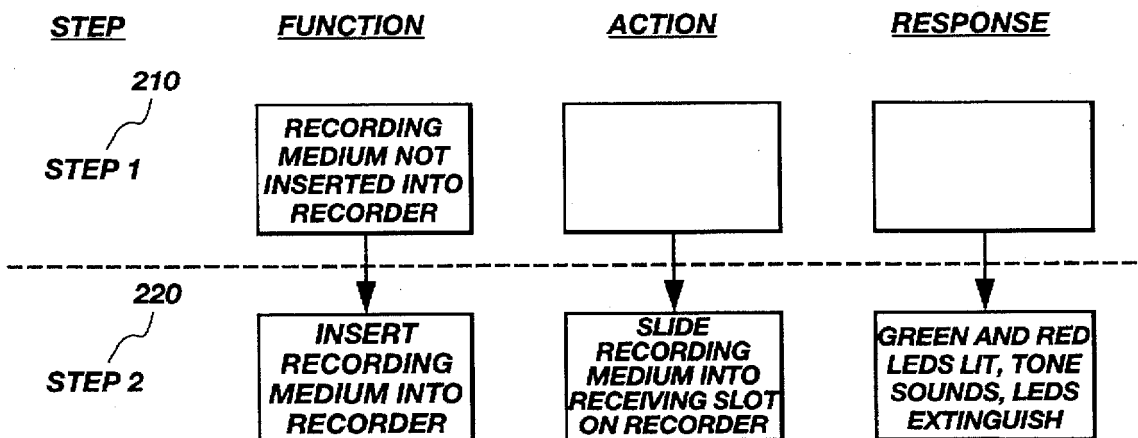 STEP FUNCTION ACTION RESPONSE
210
STEP 1
RECORDING
MEDIUM NOT
INSERTED INTO
RECORDER
220
STEP 2
INSERT
RECORDING
MEDIUM INTO
RECORDER
SLIDE
RECORDING
MEDIUM INTO
RECEIVING SLOT
ON RECORDER
GREEN AND RED
LEDS LIT, TONE
SOUNDS, LEDS
EXTINGUISH